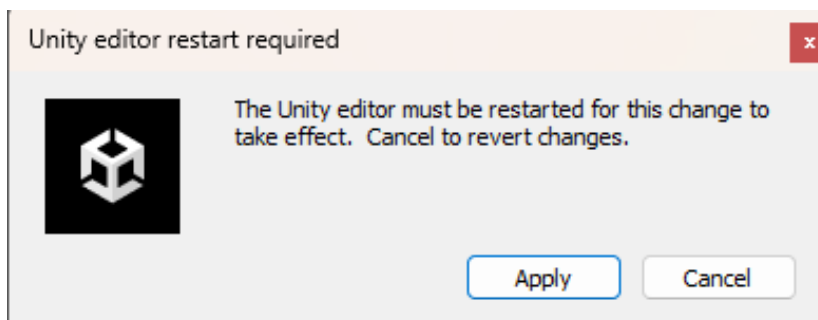 Unity editor restart required
x
The Unity editor must be restarted for this change to
take effect.  Cancel to revert changes.
Apply
Cancel